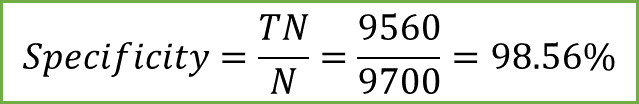 Specificity = TN/N = 9560/9700 = 98.56%